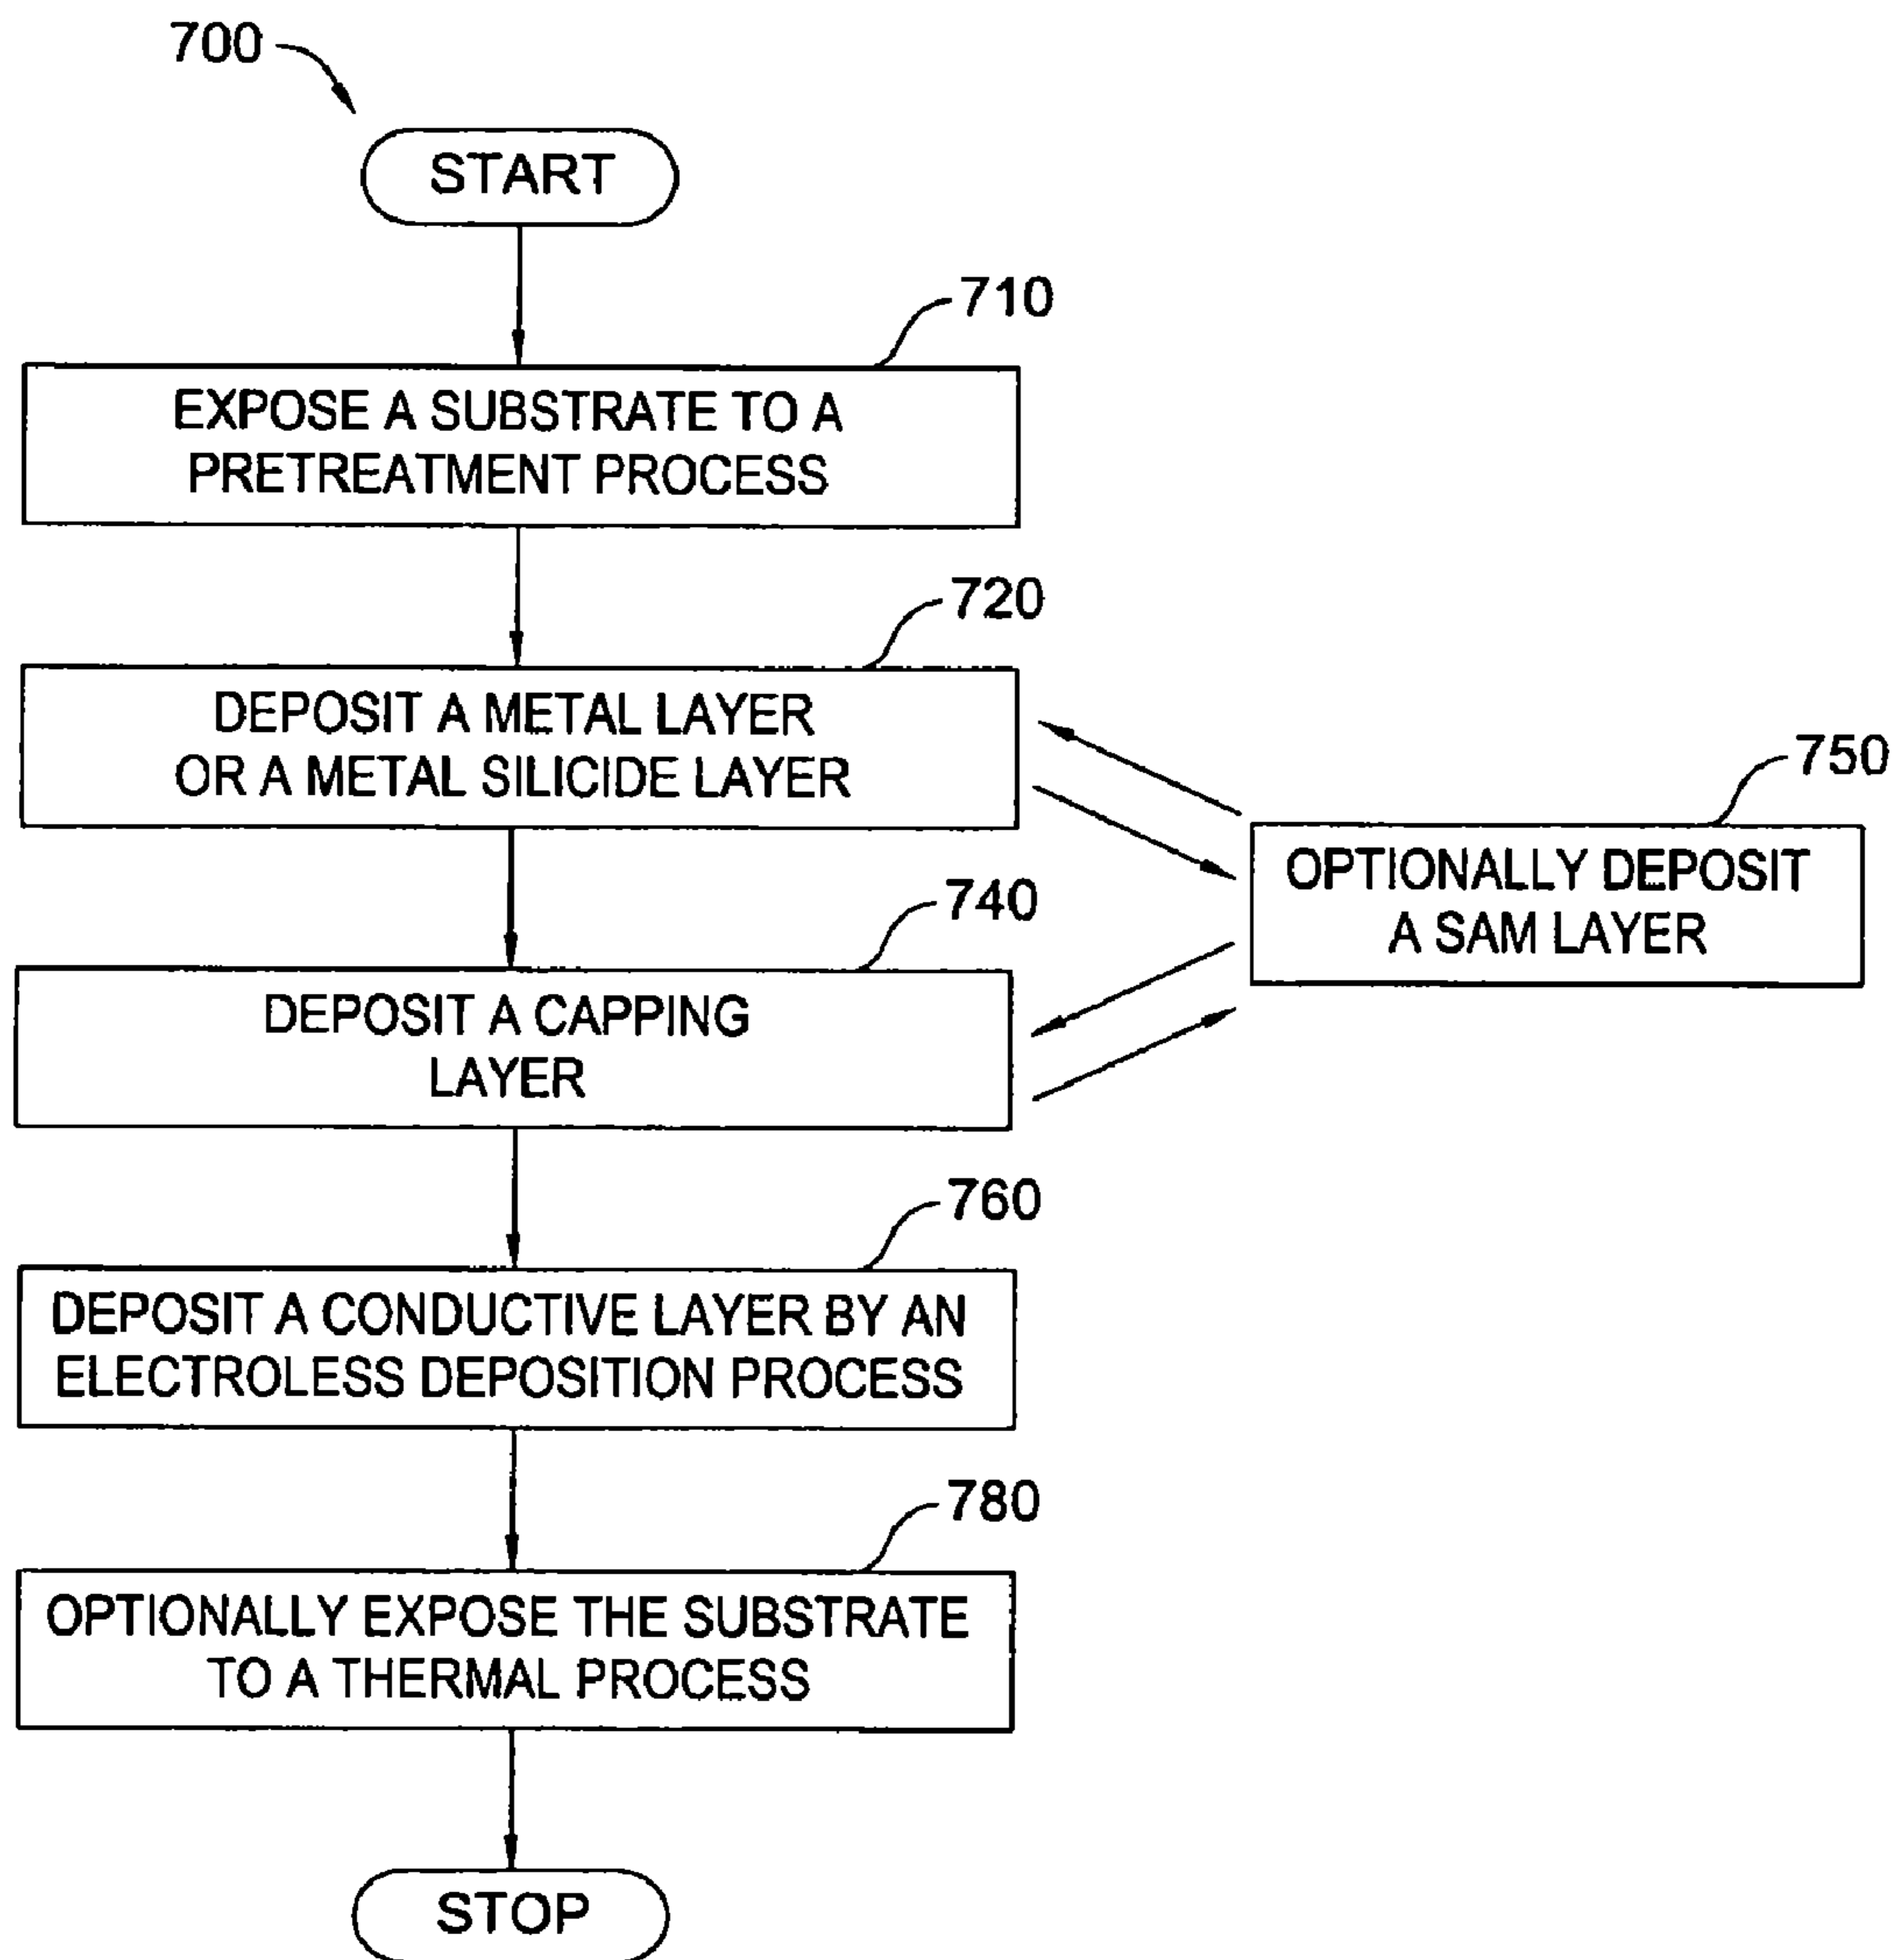 700
START
710
EXPOSE A SUBSTRATE TO A
PRETREATMENT PROCESS
720
DEPOSIT A METAL LAYER
OR A METAL SILICIDE LAYER
750
OPTIONALLY DEPOSIT
A SAM LAYER
740
DEPOSIT A CAPPING
LAYER
760
DEPOSIT A CONDUCTIVE LAYER BY AN
ELECTROLESS DEPOSITION PROCESS
780
OPTIONALLY EXPOSE THE SUBSTRATE
TO A THERMAL PROCESS
STOP